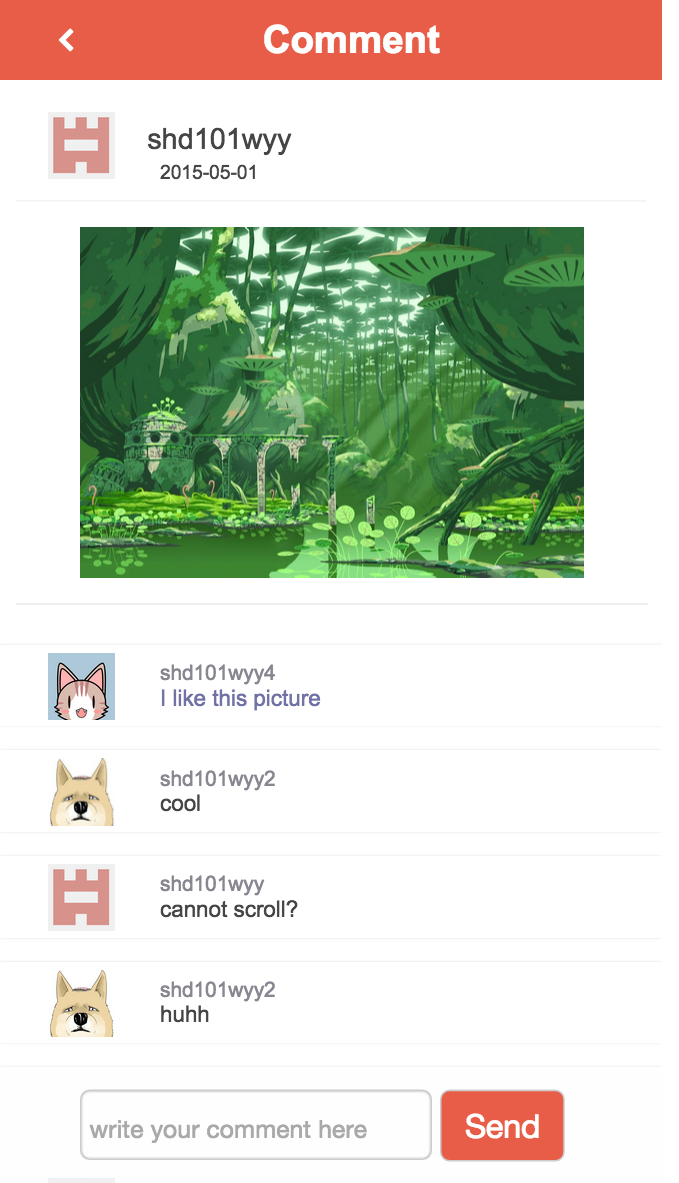 Comment
shd101wyy
2015-05-01
shd101wyy4
I like this picture
shd101wyy2
cool
shd101wyy
cannot scroll?
shd101wyy2
huhh
write your comment here
Send